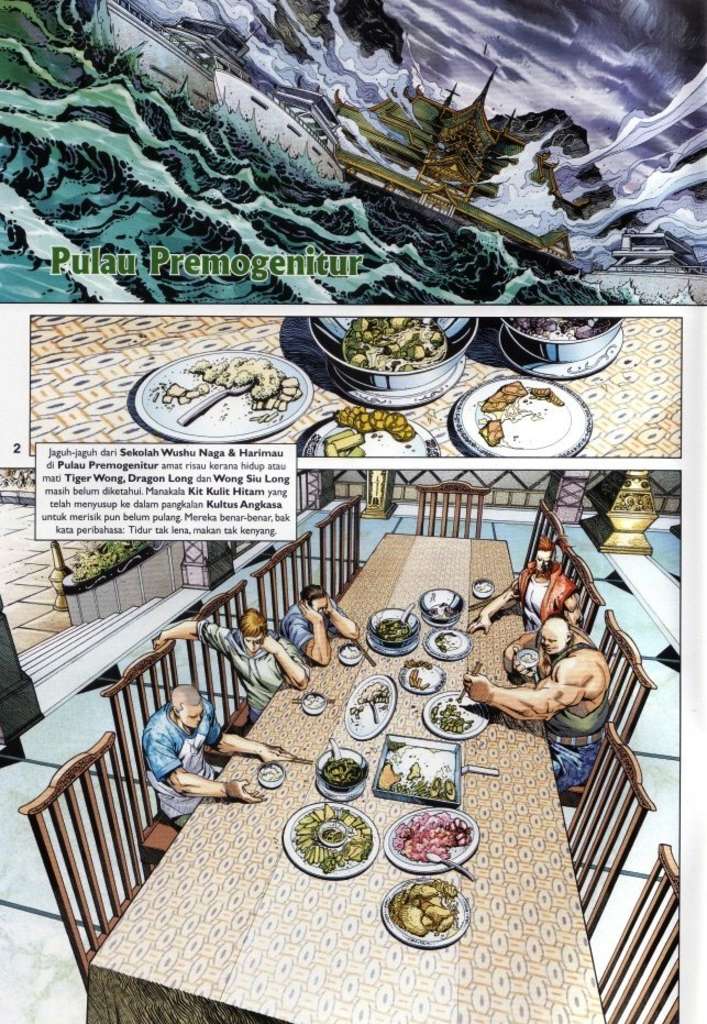 Pulau Premogenitur
2
Jaguh-jaguh dari Sekolah Wushu Naga & Harimau
di Pulau Premogenitur amat risau kerana hidup atau
mati Tiger Wong, Dragon Long dan Wong Siu Long
masih belum diketahui. Manakala Kit Kulit Hitam yang
telah menyusup ke dalam pangkalan Kultus Angkasa
untuk merisik pun belum pulang. Mereka benar-benar, bak
kata peribahasa: Tidur tak lena, makan tak kenyang.